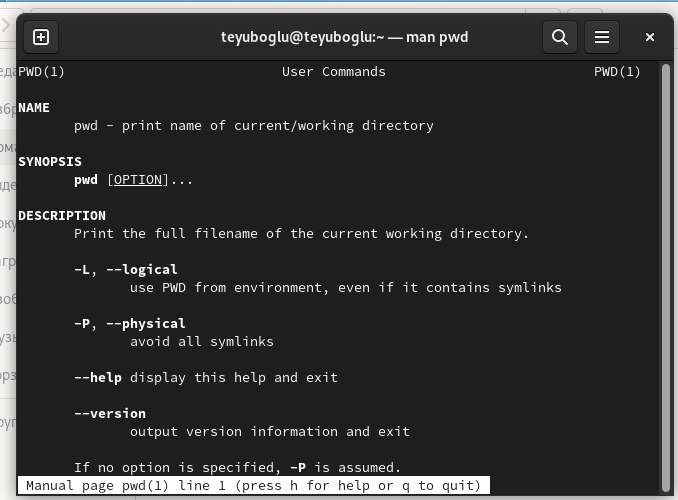 teyuboglu@teyuboglu:~ — man pwd
PWD(1) User Commands PWD(1)
NAME
pwd - print name of current/working directory
SYNOPSIS
pwd [OPTION]...
DESCRIPTION
Print the full filename of the current working directory.
-L, --logical
use PWD from environment, even if it contains symlinks
-P, --physical
avoid all symlinks
--help display this help and exit
--version
output version information and exit
If no option is specified, -P is assumed.
Manual page pwd(1) line 1 (press h for help or q to quit)